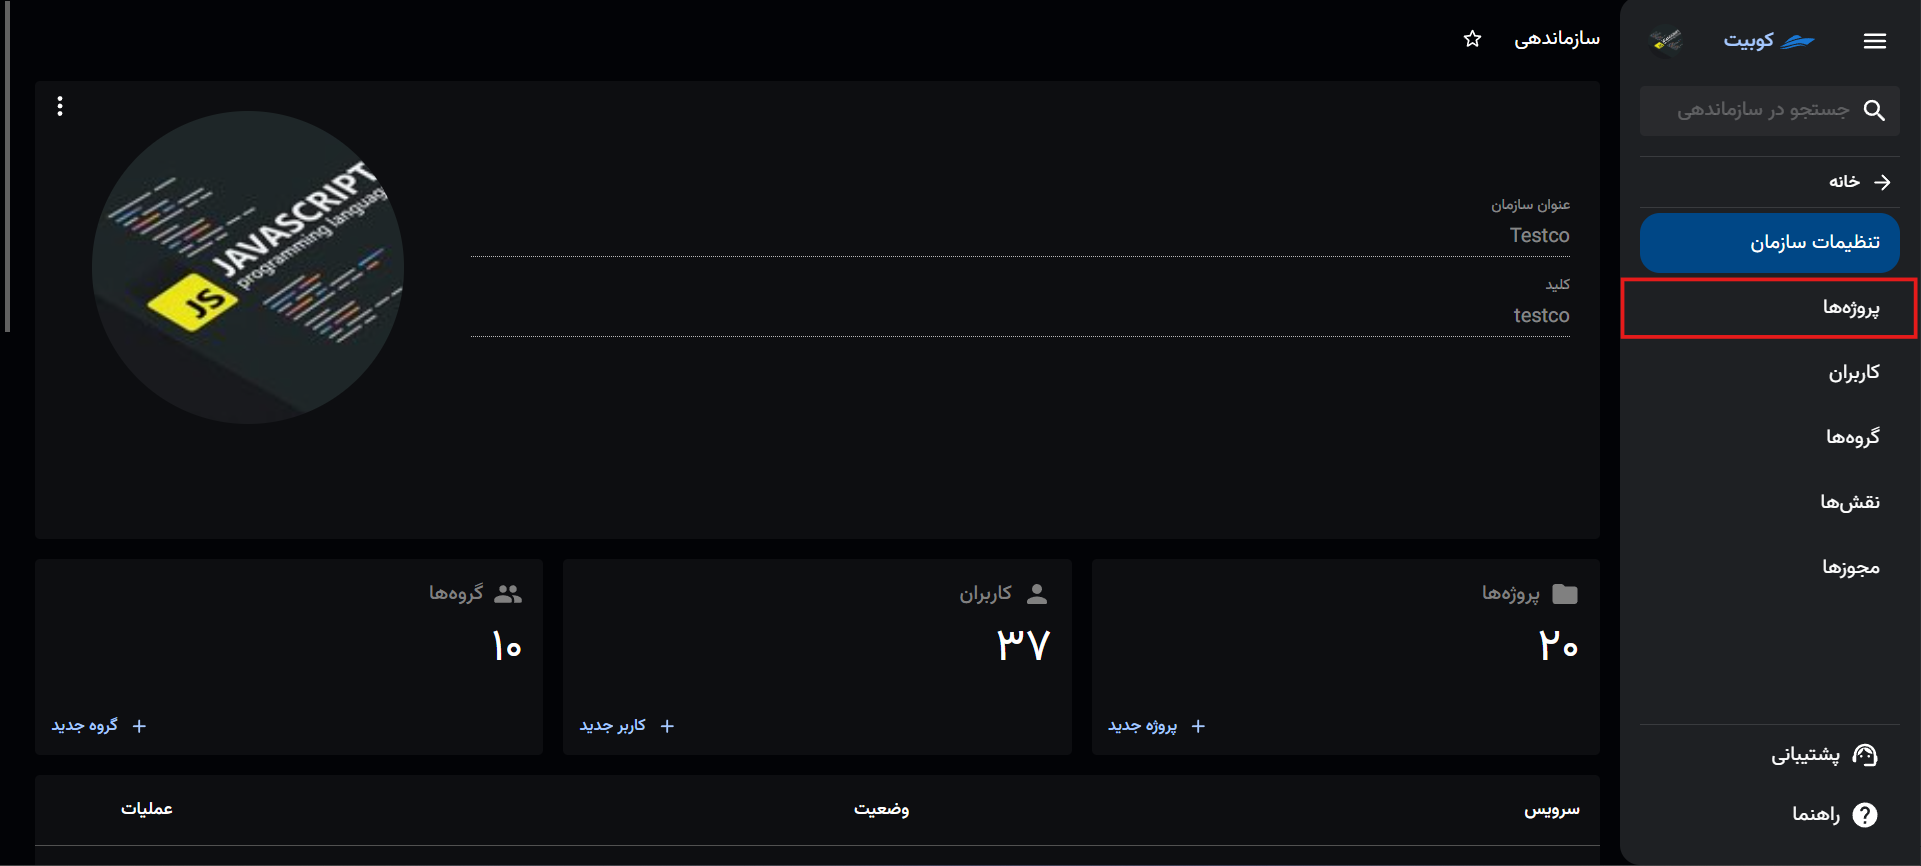 کوبیت
جستجو در سازماندهی
خانه
تنظیمات سازمان
پروژه‌ها
کاربران
گروه‌ها
نقش‌ها
مجوزها
پشتیبانی
راهنما
سازماندهی
عنوان سازمان
Testco
کلید
testco
JAVASCRIPT
programming language
JS
پروژه‌ها
۲۰
پروژه جدید
کاربران
۳۷
کاربر جدید
گروه‌ها
۱۰
گروه جدید
سرویس وضعیت عملیات